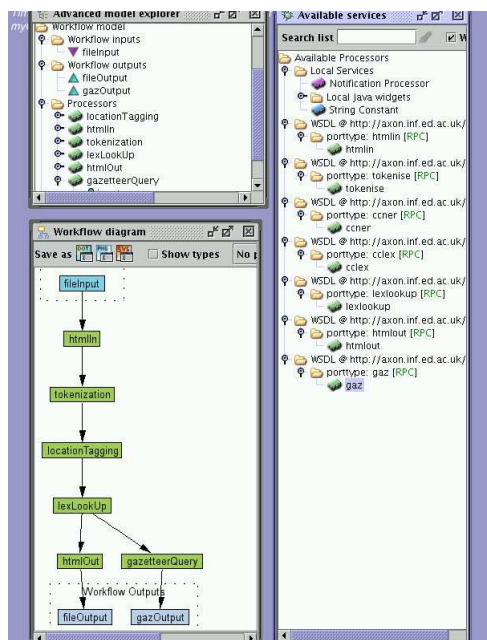 Advanced model explorer
Workflow model
Workflow inputs
fileInput
Workflow outputs
fileOutput
gazOutput
Processors
locationTagging
htmlIn
tokenization
lexLookUp
htmlOut
gazetteerQuery
Workflow diagram
Save as DOT PNG SVG Show types No
fileInput
htmlIn
tokenization
locationTagging
lexLookUp
htmlOut gazetteerQuery
Workflow Outputs
fileOutput gazOutput
Available services
Search list W
Available Processors
Local Services
Notification Processor
Local Java widgets
String Constant
WSDL @ http://axon.inf.ed.ac.uk/
porttype: htmlin [RPC]
htmlin
WSDL @ http://axon.inf.ed.ac.uk/
porttype: tokenise [RPC]
tokenise
WSDL @ http://axon.inf.ed.ac.uk/
porttype: ccner [RPC]
ccner
WSDL @ http://axon.inf.ed.ac.uk/
porttype: cclex [RPC]
cclex
WSDL @ http://axon.inf.ed.ac.uk/
porttype: lexlookup [RPC]
lexlookup
WSDL @ http://axon.inf.ed.ac.uk/
porttype: htmlout [RPC]
htmlout
WSDL @ http://axon.inf.ed.ac.uk/
porttype: gaz [RPC]
gaz